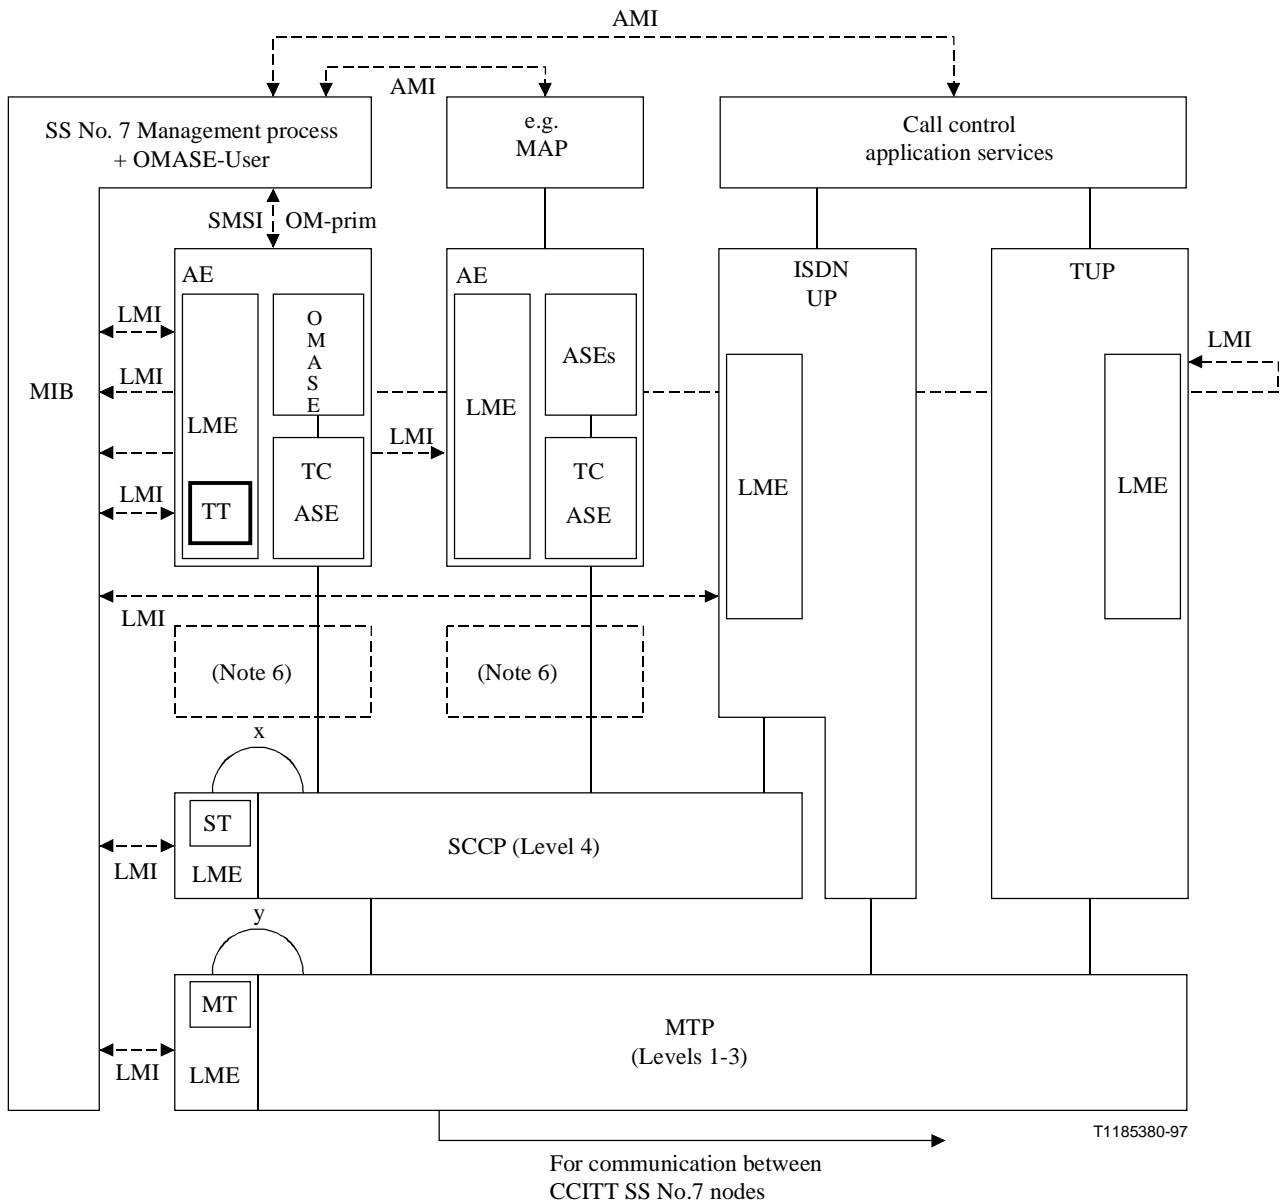 AMI
AMI
SS No. 7 Management process
+ OMASE-User
e.g.
MAP
Call control
application services
SMSI
OM-prim
AE
AE
ISDN
UP
TUP
LMI
O
M
A
S
E
ASEs
LMI
LMI
MIB
LME
LME
LMI
TC
ASE
TC
ASE
LME
LME
LMI
TT
LMI
(Note 6)
(Note 6)
x
ST
LME
SCCP (Level 4)
LMI
y
MT
LME
MTP
(Levels 1-3)
LMI
T1185380-97
For communication between
CCITT SS No.7 nodes